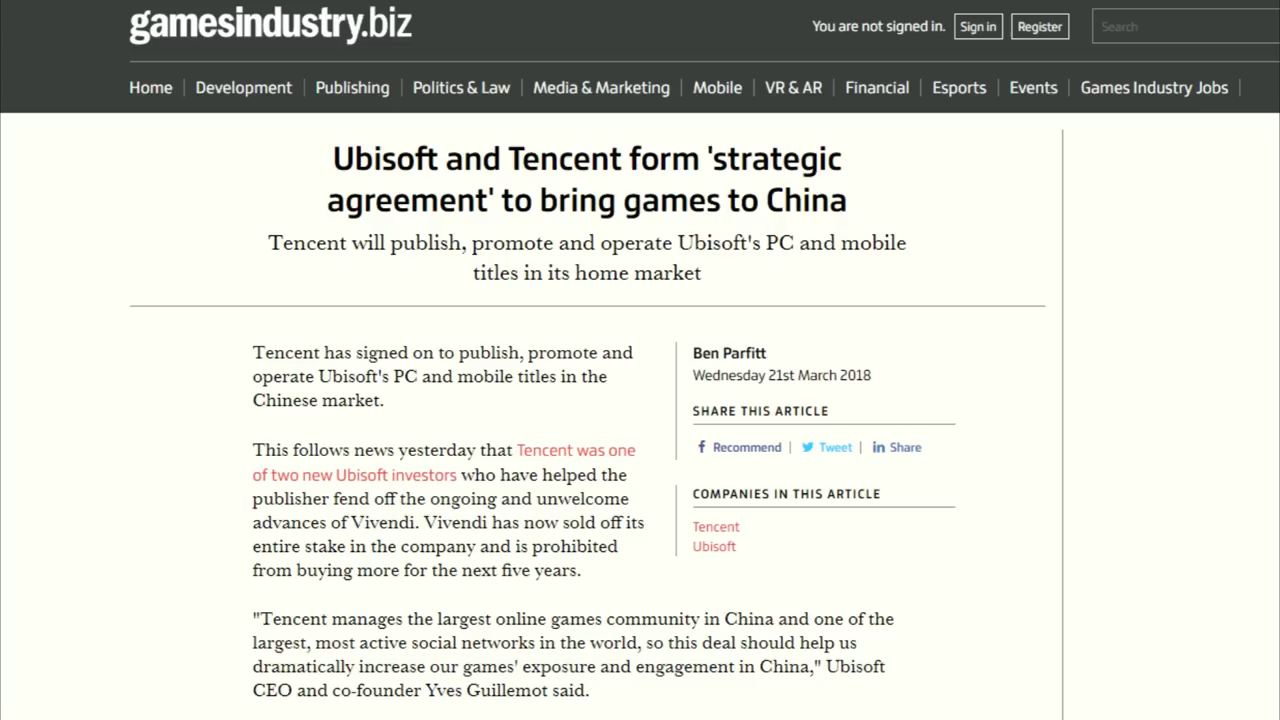 gamesindustry.biz
You are not signed in. Sign in Register Search
Home Development Publishing Politics & Law Media & Marketing Mobile VR & AR Financial Esports Events Games Industry Jobs
Ubisoft and Tencent form 'strategic
agreement' to bring games to China
Tencent will publish, promote and operate Ubisoft's PC and mobile
titles in its home market
Tencent has signed on to publish, promote and
operate Ubisoft's PC and mobile titles in the
Chinese market.
This follows news yesterday that Tencent was one
of two new Ubisoft investors who have helped the
publisher fend off the ongoing and unwelcome
advances of Vivendi. Vivendi has now sold off its
entire stake in the company and is prohibited
from buying more for the next five years.
Ben Parfitt
Wednesday 21st March 2018
SHARE THIS ARTICLE
Recommend Tweet Share
COMPANIES IN THIS ARTICLE
Tencent
Ubisoft
"Tencent manages the largest online games community in China and one of the
largest, most active social networks in the world, so this deal should help us
dramatically increase our games' exposure and engagement in China," Ubisoft
CEO and co-founder Yves Guillemot said.